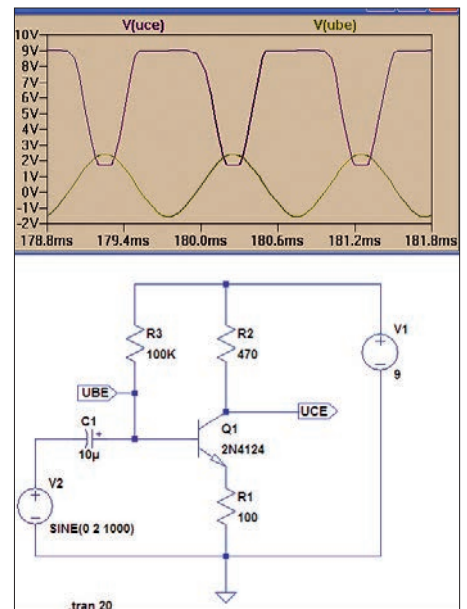 V(uce) V(ube)
10V
9V
8V
7V
6V
5V
4V
3V
2V
1V
0V
-1V
-2V
178.8ms 179.4ms 180.0ms 180.6ms 181.2ms 181.8ms
R3
100K
R2
470
V1
9
UBE
UCE
C1
10µ
Q1
2N4124
V2
SINE(0 2 1000)
R1
100
.tran 20